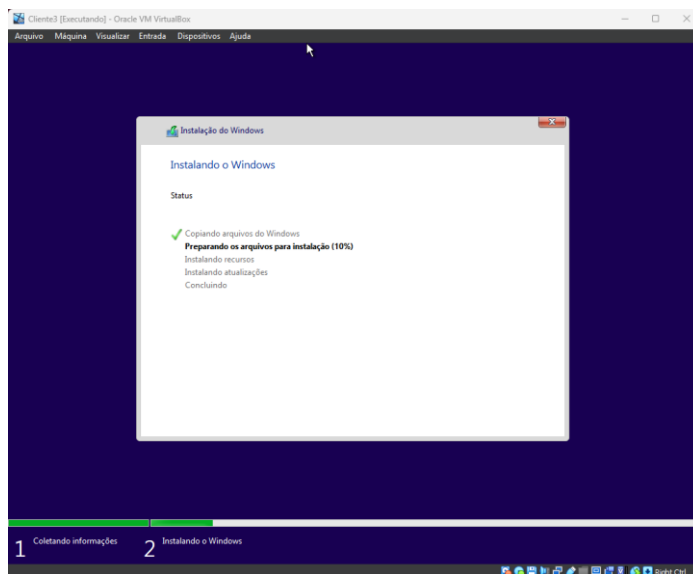 Cliente3 [Executando] - Oracle VM VirtualBox
Arquivo Máquina Visualizar Entrada Dispositivos Ajuda
Instalação do Windows
Instalando o Windows
Status
Copiando arquivos do Windows
Preparando os arquivos para instalação (10%)
Instalando recursos
Instalando atualizações
Concluindo
1 Coletando informações 2 Instalando o Windows
Right Ctrl